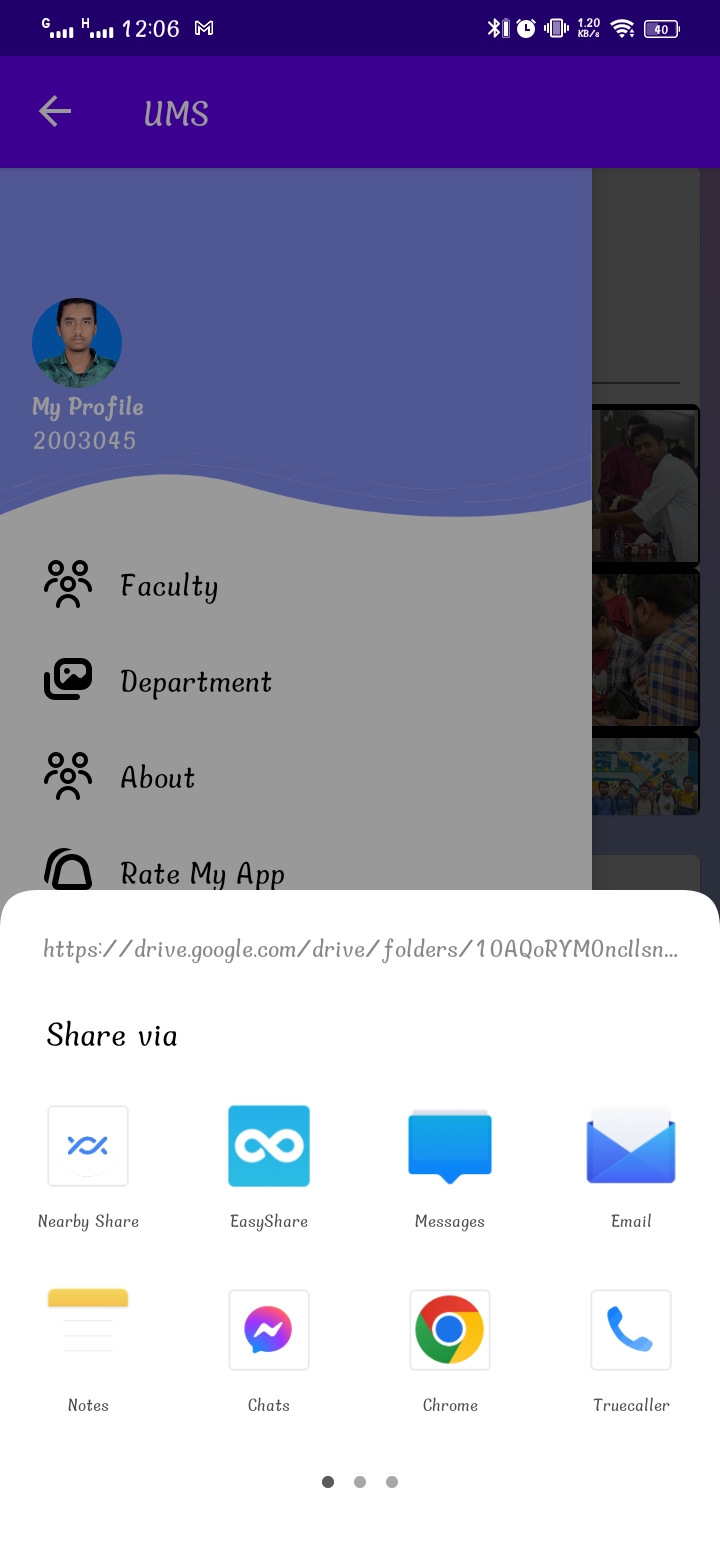 G H 12:06 1.20 KB/s 40
UMS
My Profile
2003045
Faculty
Department
About
Rate My App
https://drive.google.com/drive/folders/10AQoRYMOncllsn...
Share via
Nearby Share EasyShare Messages Email
Notes Chats Chrome Truecaller